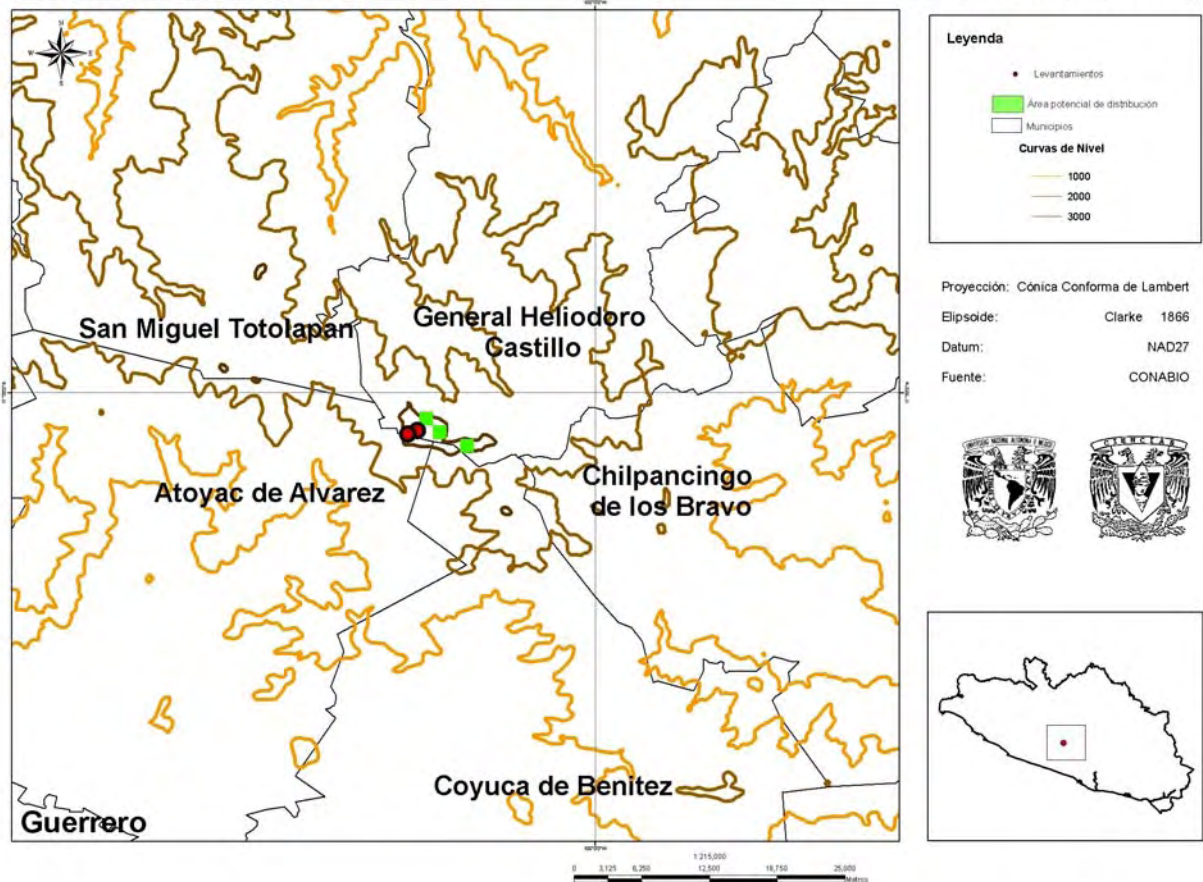 N
W
E
S
San Miguel Totolapan
General Heliodoro
Castillo
Atoyac de Alvarez
Chilpancingo
de los Bravo
Coyuca de Benitez
Guerrero
Leyenda
Levantamientos
Área potencial de distribución
Municipios
Curvas de Nivel
1000
2000
3000
Proyección: Cónica Conforma de Lambert
Elipsoide: Clarke 1866
Datum: NAD27
Fuente: CONABIO
C I E N C I A S
1:215,000
0 3,125 6,250 12,500 18,750 25,000
Metros